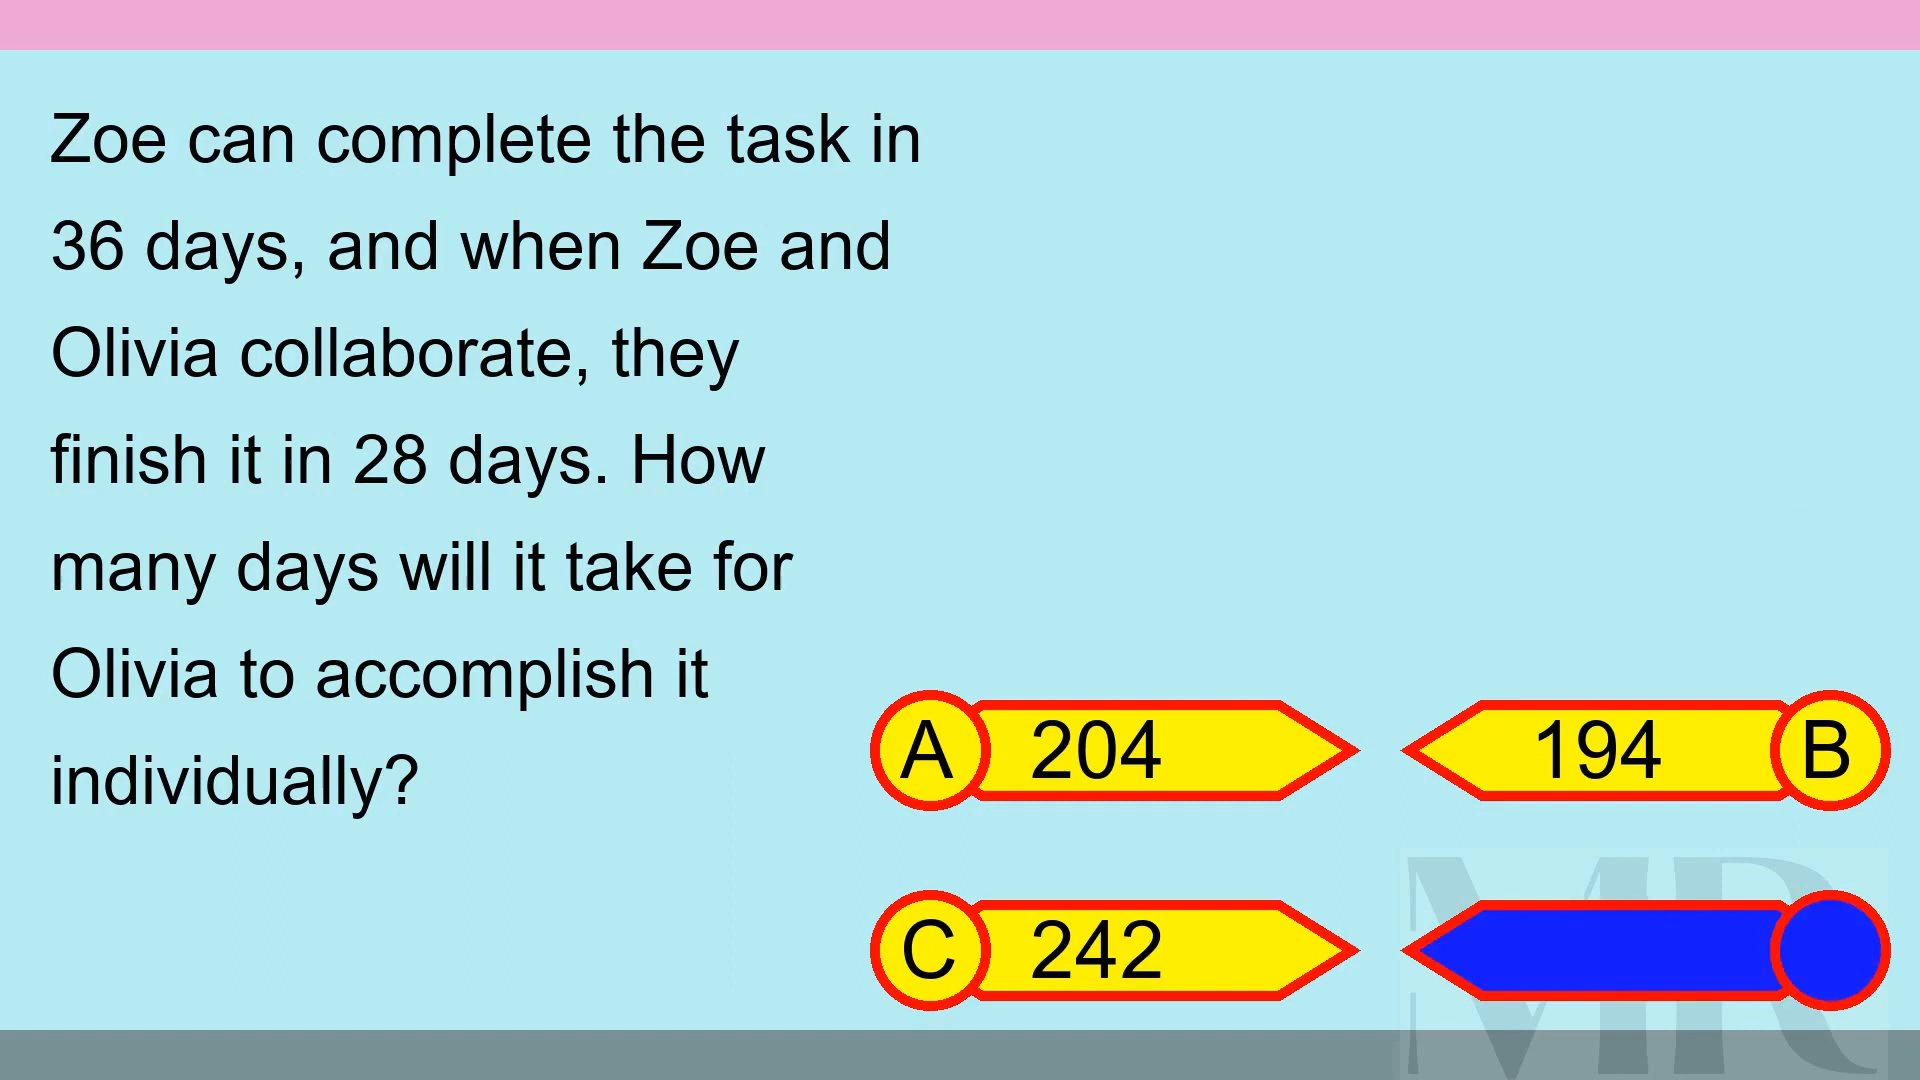 Zoe can complete the task in
36 days, and when Zoe and
Olivia collaborate, they
finish it in 28 days. How
many days will it take for
Olivia to accomplish it
individually?
A 204
194 B
C 242
MR